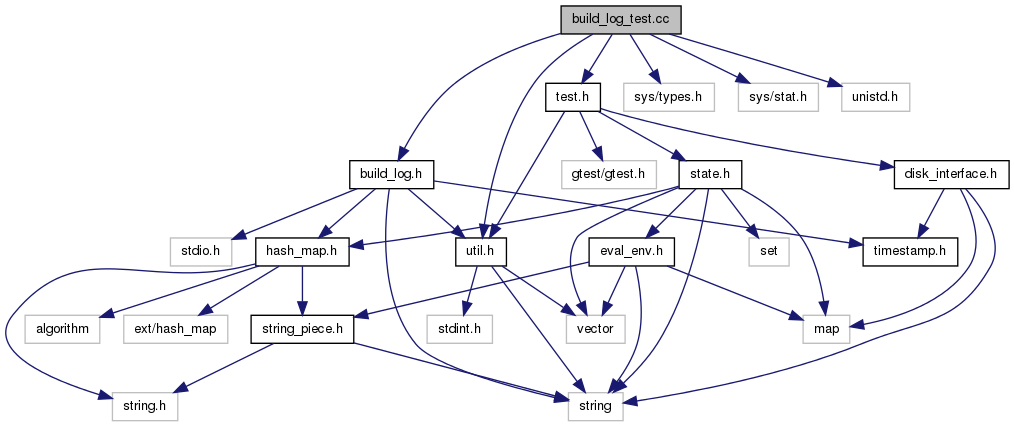 build_log_test.cc
test.h
sys/types.h
sys/stat.h
unistd.h
build_log.h
gtest/gtest.h
state.h
disk_interface.h
stdio.h
hash_map.h
util.h
eval_env.h
set
timestamp.h
algorithm
ext/hash_map
string_piece.h
stdint.h
vector
map
string.h
string